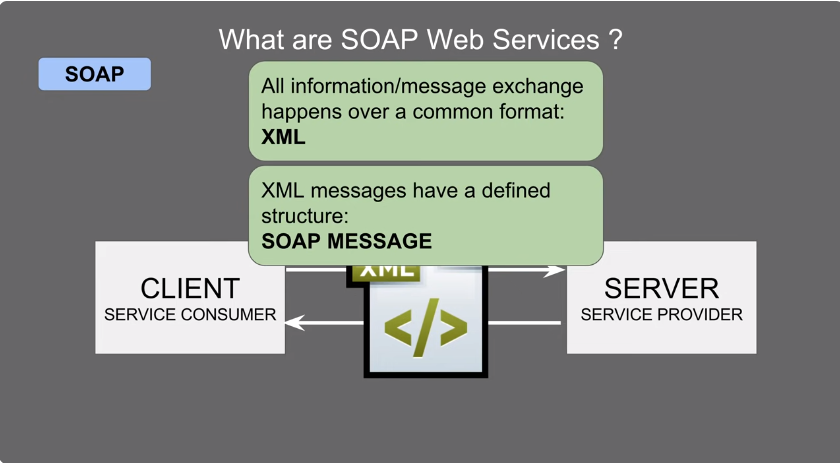 What are SOAP Web Services ?
SOAP
All information/message exchange
happens over a common format:
XML
XML messages have a defined
structure:
SOAP MESSAGE
XML
CLIENT
SERVICE CONSUMER
</>
SERVER
SERVICE PROVIDER